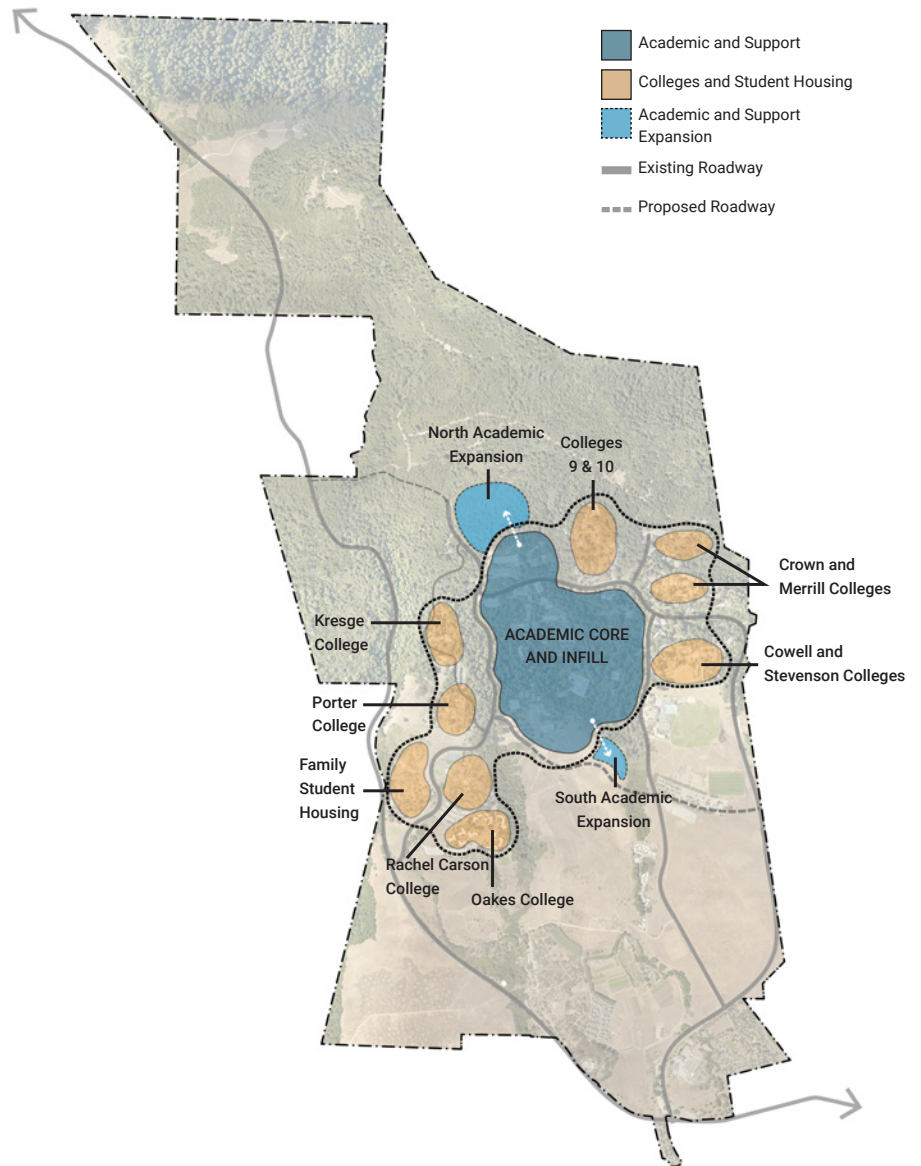 Academic and Support
Colleges and Student Housing
Academic and Support
Expansion
Existing Roadway
Proposed Roadway
North Academic
Expansion
Colleges
9 & 10
Crown and
Merrill Colleges
Kresge
College
ACADEMIC CORE
AND INFILL
Cowell and
Stevenson Colleges
Porter
College
Family
Student
Housing
South Academic
Expansion
Rachel Carson
College
Oakes College